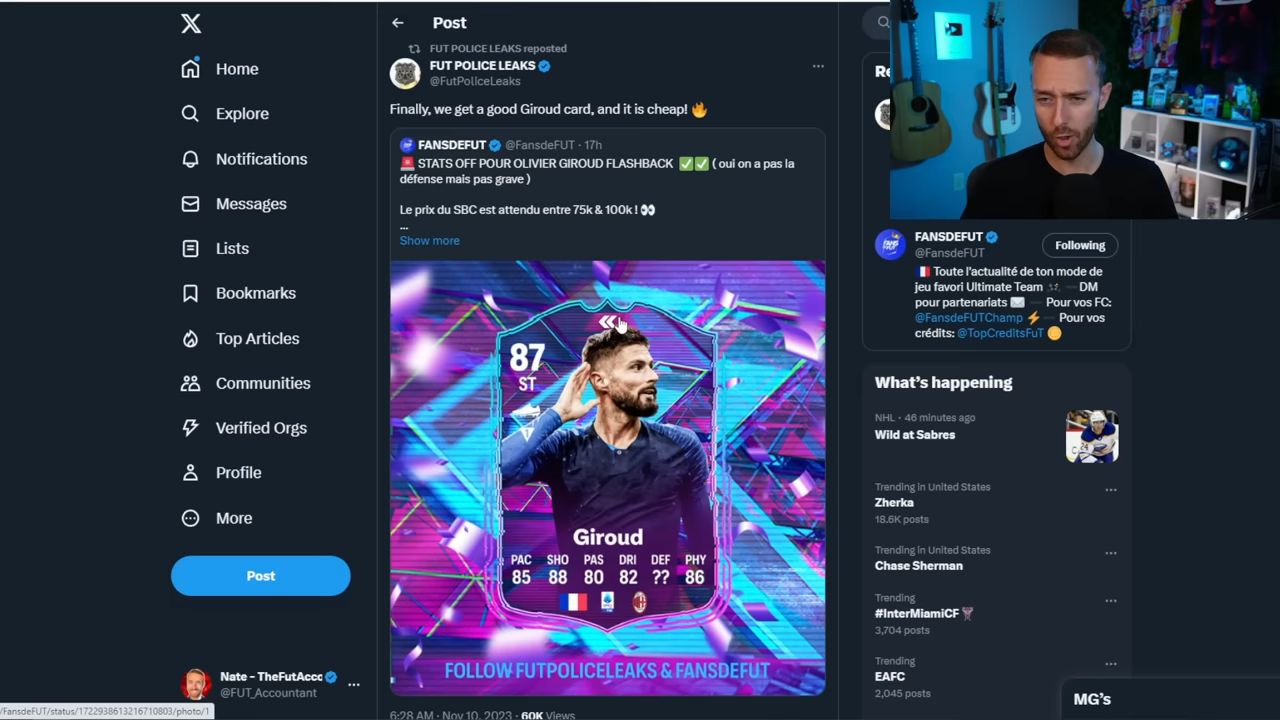 Home
Explore
Notifications
Messages
Lists
Bookmarks
Top Articles
Communities
Verified Orgs
Profile
More
Post
Nate - TheFutAcc
@FUT_Accountant
/FansdeFUT/status/1722938613216710803/photo/1
Post
FUT POLICE LEAKS reposted
FUT POLICE LEAKS
@FutPoliceLeaks
Finally, we get a good Giroud card, and it is cheap! 🔥
FANSDEFUT @FansdeFUT · 17h
🚨 STATS OFF POUR OLIVIER GIROUD FLASHBACK ✅✅ ( oui on a pas la
défense mais pas grave )
Le prix du SBC est attendu entre 75k & 100k ! 👀
...
Show more
87
ST
Giroud
PAC SHO PAS DRI DEF PHY
85 88 80 82 ?? 86
FOLLOW FUTPOLICELEAKS & FANSDEFUT
6:28 AM · Nov 10, 2023 · 60K Views
Re
FANSDEFUT
@FansdeFUT
Following
🇫🇷 Toute l'actualité de ton mode de
jeu favori Ultimate Team — DM
pour partenariats ✉️ — Pour vos FC:
@FansdeFUTChamp ⚡ — Pour vos
crédits: @TopCreditsFuT
What's happening
NHL · 46 minutes ago
Wild at Sabres
Trending in United States
Zherka
18.6K posts
Trending in United States
Chase Sherman
Trending
#InterMiamiCF
3,704 posts
Trending
EAFC
2,045 posts
MG's